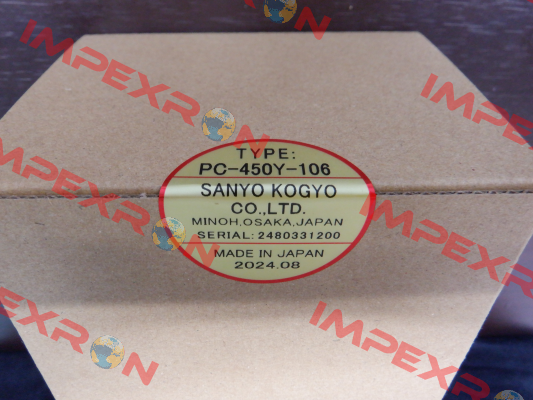 TYPE:
PC-450Y-106
SANYO KOGYO
CO.,LTD.
MINOH,OSAKA,JAPAN
SERIAL:2480331200
MADE IN JAPAN
2024.08
IMPEXRON
IMPEXRON
IMPEXRON
IMPEXRON
IMPEXRON